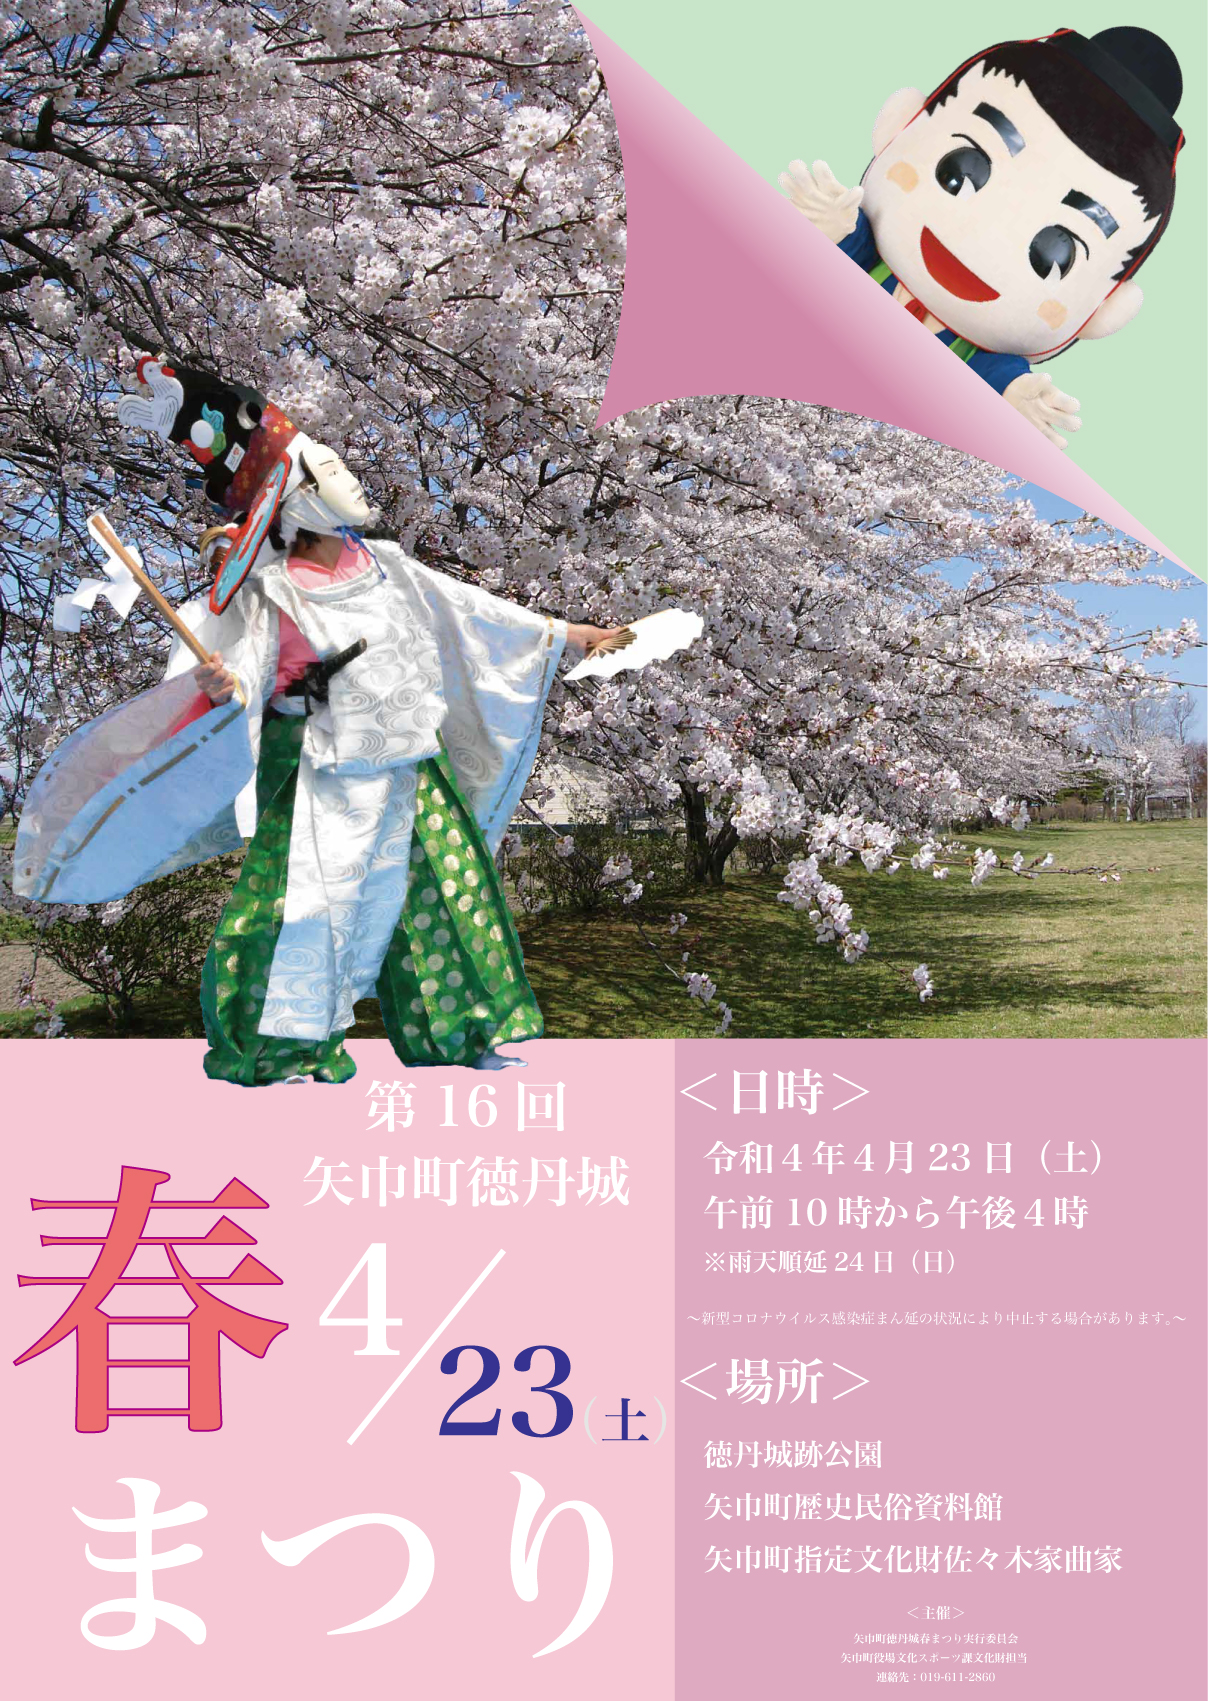 第16回
矢巾町徳丹城
春
まつり
4／23（土）
＜日時＞
令和４年４月23日（土）
午前10時から午後４時
※雨天順延24日（日）
～新型コロナウイルス感染症まん延の状況により中止する場合があります。～
＜場所＞
徳丹城跡公園
矢巾町歴史民俗資料館
矢巾町指定文化財佐々木家曲家
＜主催＞
矢巾町徳丹城春まつり実行委員会
矢巾町役場文化スポーツ課文化財担当
連絡先：019-611-2860